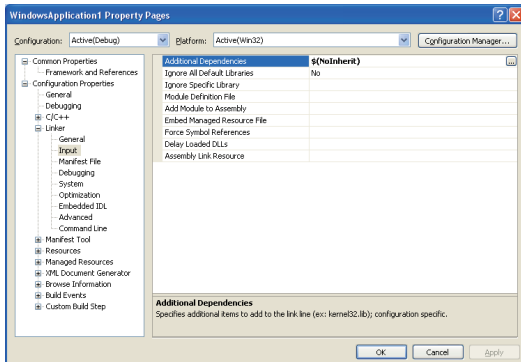 WindowsApplication1 Property Pages
Configuration: Active(Debug) Platform: Active(Win32) Configuration Manager...
Common Properties
Framework and References
Configuration Properties
General
Debugging
C/C++
Linker
General
Input
Manifest File
Debugging
System
Optimization
Embedded IDL
Advanced
Command Line
Manifest Tool
Resources
Managed Resources
XML Document Generator
Browse Information
Build Events
Custom Build Step
Additional Dependencies $(NoInherit) ...
Ignore All Default Libraries No
Ignore Specific Library
Module Definition File
Add Module to Assembly
Embed Managed Resource File
Force Symbol References
Delay Loaded DLLs
Assembly Link Resource
Additional Dependencies
Specifies additional items to add to the link line (ex: kernel32.lib); configuration specific.
OK Cancel Apply